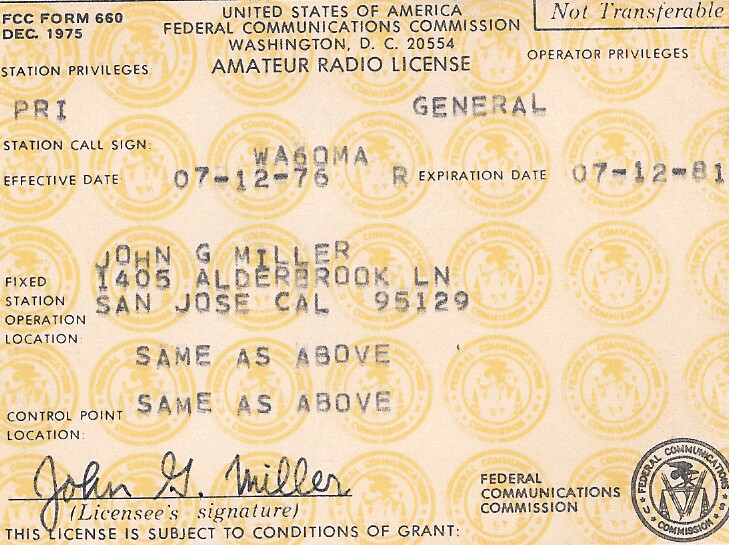 FCC FORM 660
DEC. 1975
UNITED STATES OF AMERICA
FEDERAL COMMUNICATIONS COMMISSION
WASHINGTON, D. C. 20554
AMATEUR RADIO LICENSE
Not Transferable
STATION PRIVILEGES
OPERATOR PRIVILEGES
PRI
GENERAL
STATION CALL SIGN:
WA6OMA
EFFECTIVE DATE 07-12-76 R EXPIRATION DATE 07-12-81
JOHN G MILLER
1405 ALDERBROOK LN
SAN JOSE CAL 95129
FIXED
STATION
OPERATION
LOCATION:
SAME AS ABOVE
CONTROL POINT
LOCATION:
SAME AS ABOVE
John G. Miller
(Licensee's signature)
FEDERAL
COMMUNICATIONS
COMMISSION
FEDERAL COMMUNICATIONS COMMISSION
THIS LICENSE IS SUBJECT TO CONDITIONS OF GRANT: